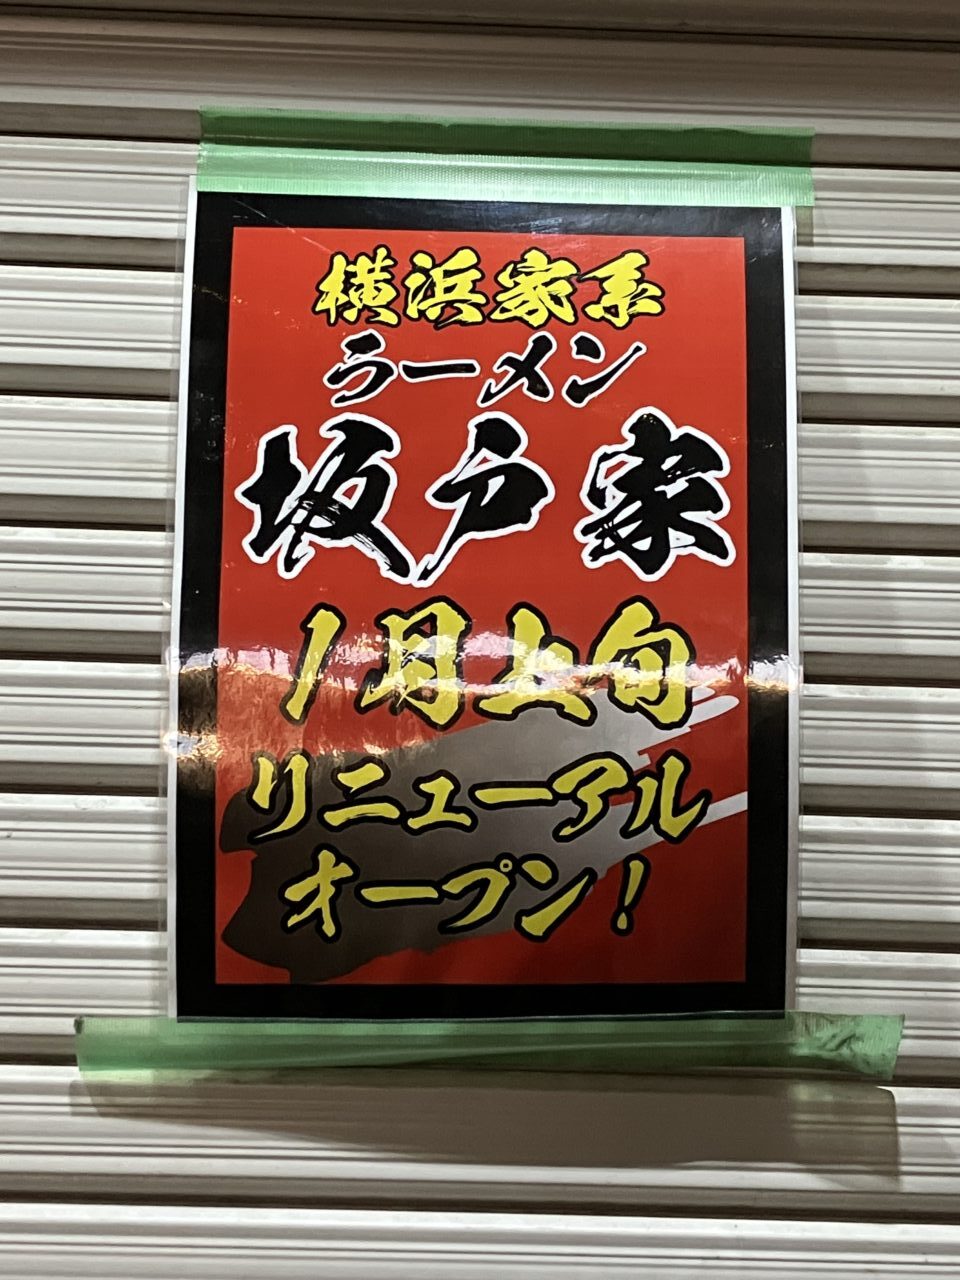 横浜家系
ラーメン
坂戸家
1月上旬
リニューアル
オープン!